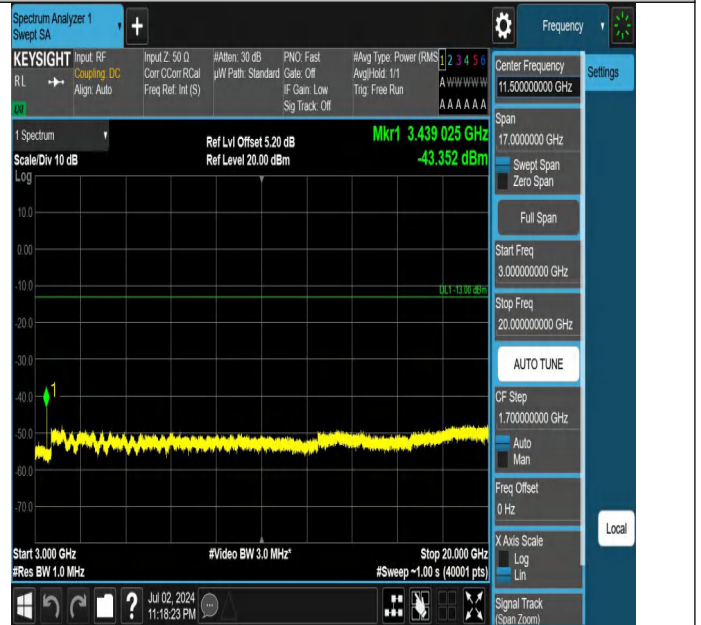 Spectrum Analyzer 1
Swept SA
Frequency
KEYSIGHT
RL
LXI
Input: RF
Coupling: DC
Align: Auto
Input Z: 50 Ω
Corr CCorr RCal
Freq Ref: Int (S)
#Atten: 30 dB
µW Path: Standard
PNO: Fast
Gate: Off
IF Gain: Low
Sig Track: Off
#Avg Type: Power (RMS
Avg|Hold: 1/1
Trig: Free Run
1 2 3 4 5 6
A W W W W W
A A A A A A
1 Spectrum
Scale/Div 10 dB
Log
Ref Lvl Offset 5.20 dB
Ref Level 20.00 dBm
Mkr1 3.439 025 GHz
-43.352 dBm
10.0
0.00
-10.0
DL1 -13.00 dBm
-20.0
-30.0
-40.0
1
-50.0
-60.0
-70.0
Start 3.000 GHz
#Res BW 1.0 MHz
#Video BW 3.0 MHz*
Stop 20.000 GHz
#Sweep ~1.00 s (40001 pts)
Center Frequency
11.500000000 GHz
Settings
Span
17.0000000 GHz
Swept Span
Zero Span
Full Span
Start Freq
3.000000000 GHz
Stop Freq
20.000000000 GHz
AUTO TUNE
CF Step
1.700000000 GHz
Auto
Man
Freq Offset
0 Hz
X Axis Scale
Log
Lin
Signal Track
(Span Zoom)
Local
?
Jul 02, 2024
11:18:23 PM